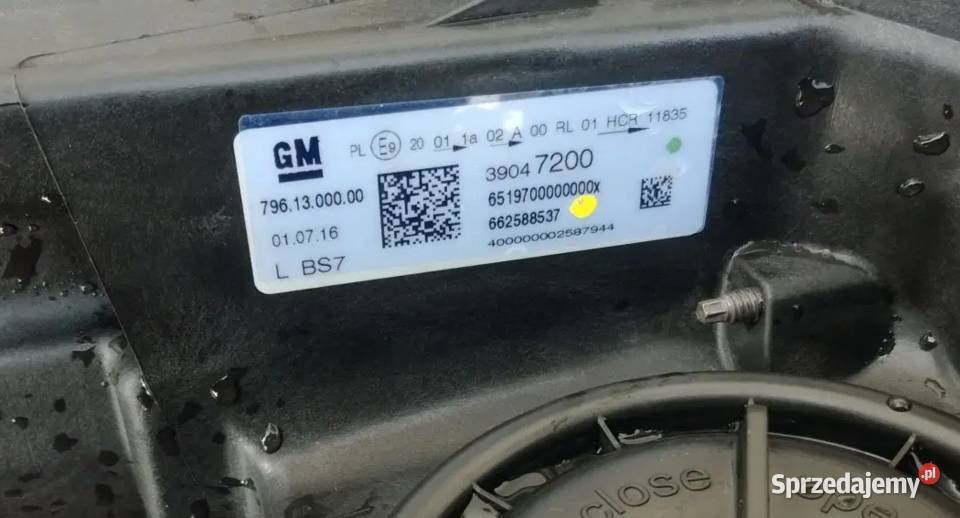 GM
PL E9 20 01 1a 02 A 00 RL 01 HCR 11835
39047200
796.13.000.00
6519700000000X
01.07.16
662588537
400000002587944
L BS7
close
ope
Sprzedajemy.pl